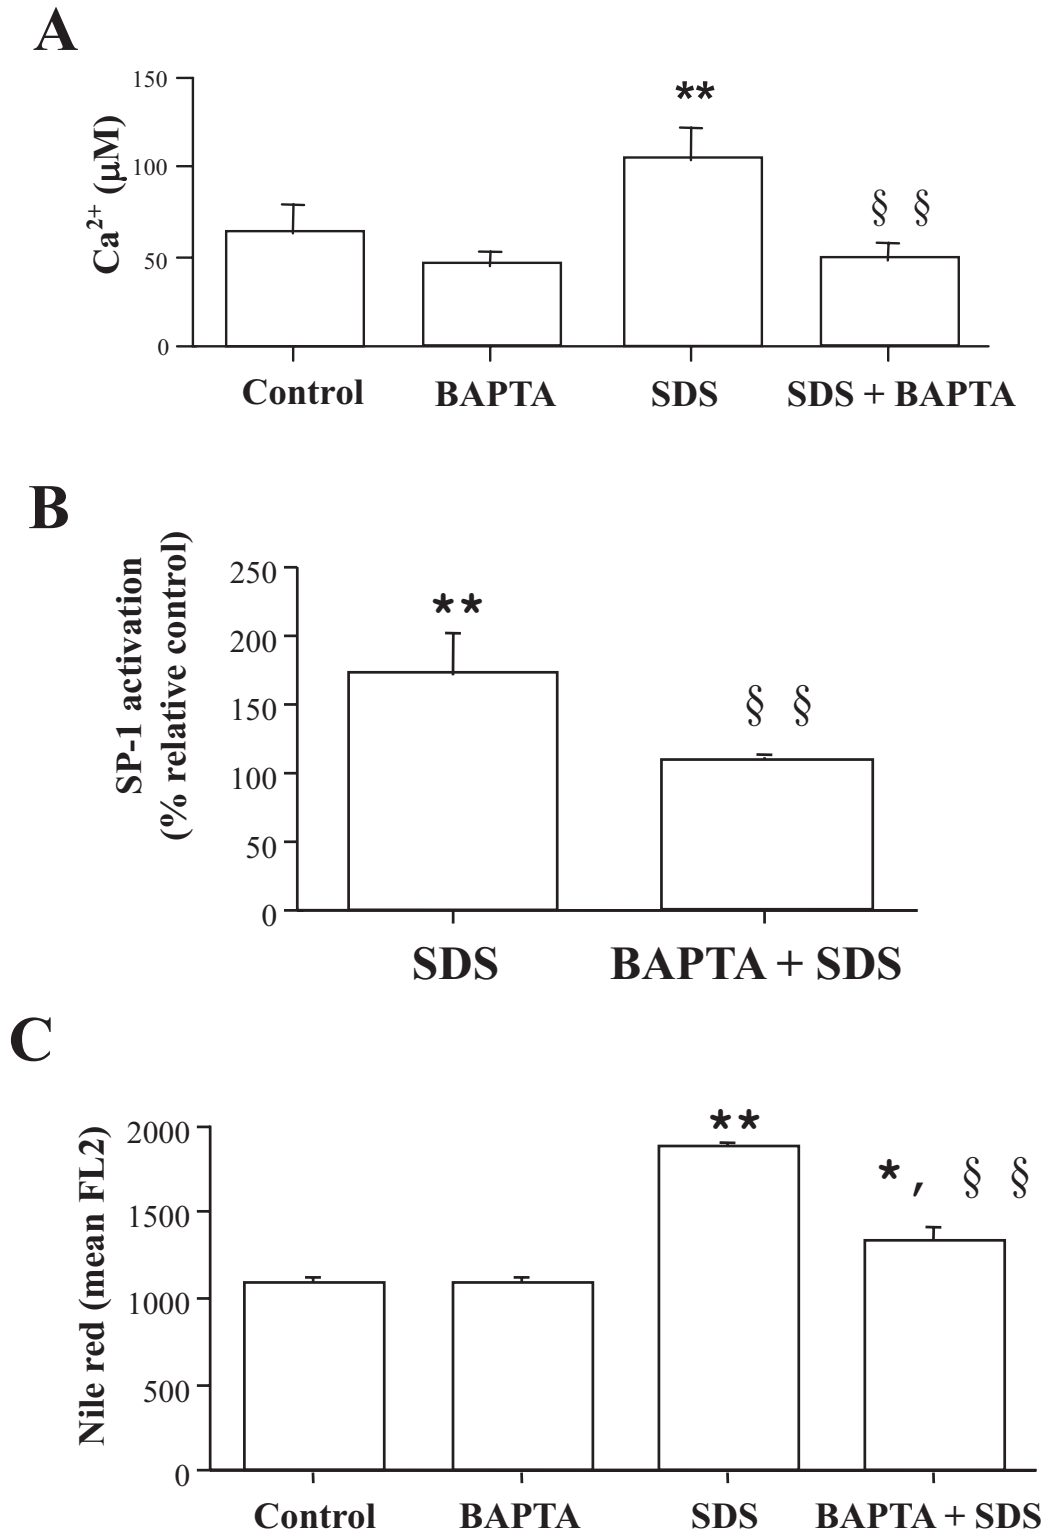 A
Ca2+ (μM)
150
100
50
0
**
§ §
Control BAPTA SDS SDS + BAPTA
B
SP-1 activation
(% relative control)
250
200
150
100
50
0
**
§ §
SDS BAPTA + SDS
C
Nile red (mean FL2)
2000
1500
1000
500
0
**
*, § §
Control BAPTA SDS BAPTA + SDS